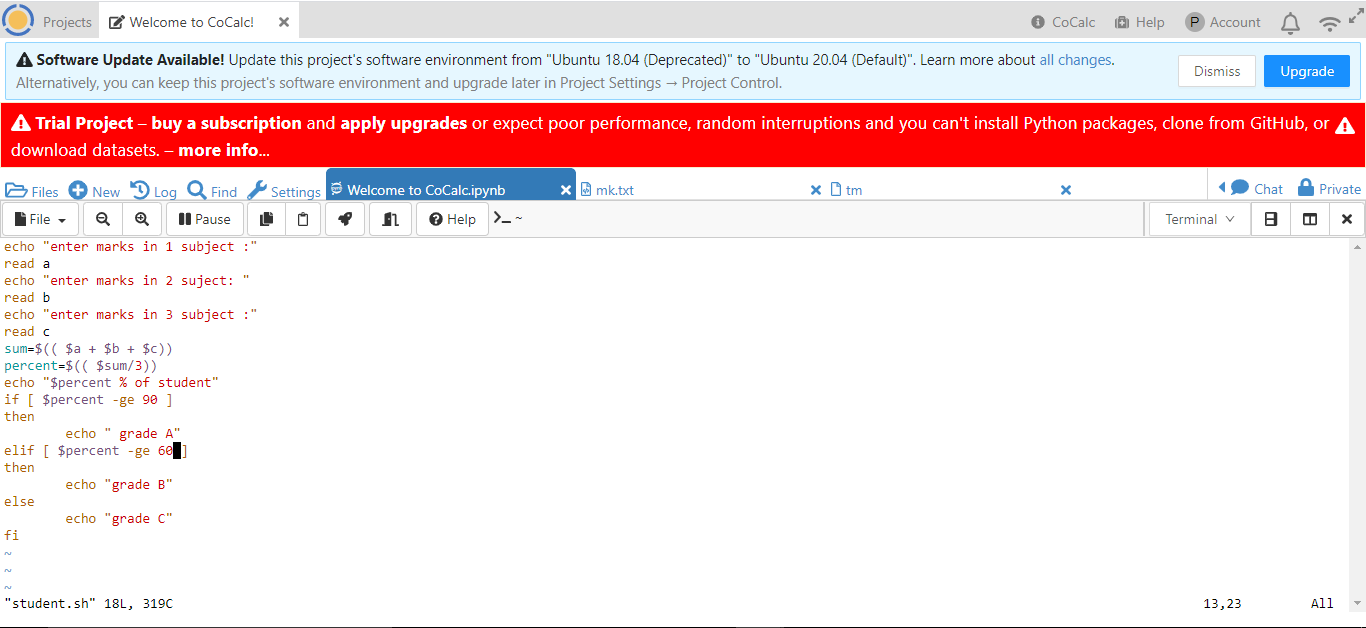 Projects Welcome to CoCalc! CoCalc Help P Account
Software Update Available! Update this project's software environment from "Ubuntu 18.04 (Deprecated)" to "Ubuntu 20.04 (Default)". Learn more about all changes.
Alternatively, you can keep this project's software environment and upgrade later in Project Settings → Project Control.
Dismiss Upgrade
Trial Project – buy a subscription and apply upgrades or expect poor performance, random interruptions and you can't install Python packages, clone from GitHub, or
download datasets. – more info...
Files New Log Find Settings Welcome to CoCalc.ipynb mk.txt tm Chat Private
File Pause Help >_ ~ Terminal
echo "enter marks in 1 subject :"
read a
echo "enter marks in 2 suject: "
read b
echo "enter marks in 3 subject :"
read c
sum=$(( $a + $b + $c))
percent=$(( $sum/3))
echo "$percent % of student"
if [ $percent -ge 90 ]
then
        echo " grade A"
elif [ $percent -ge 60 ]
then
        echo "grade B"
else
        echo "grade C"
fi
~
~
~
"student.sh" 18L, 319C 13,23 All